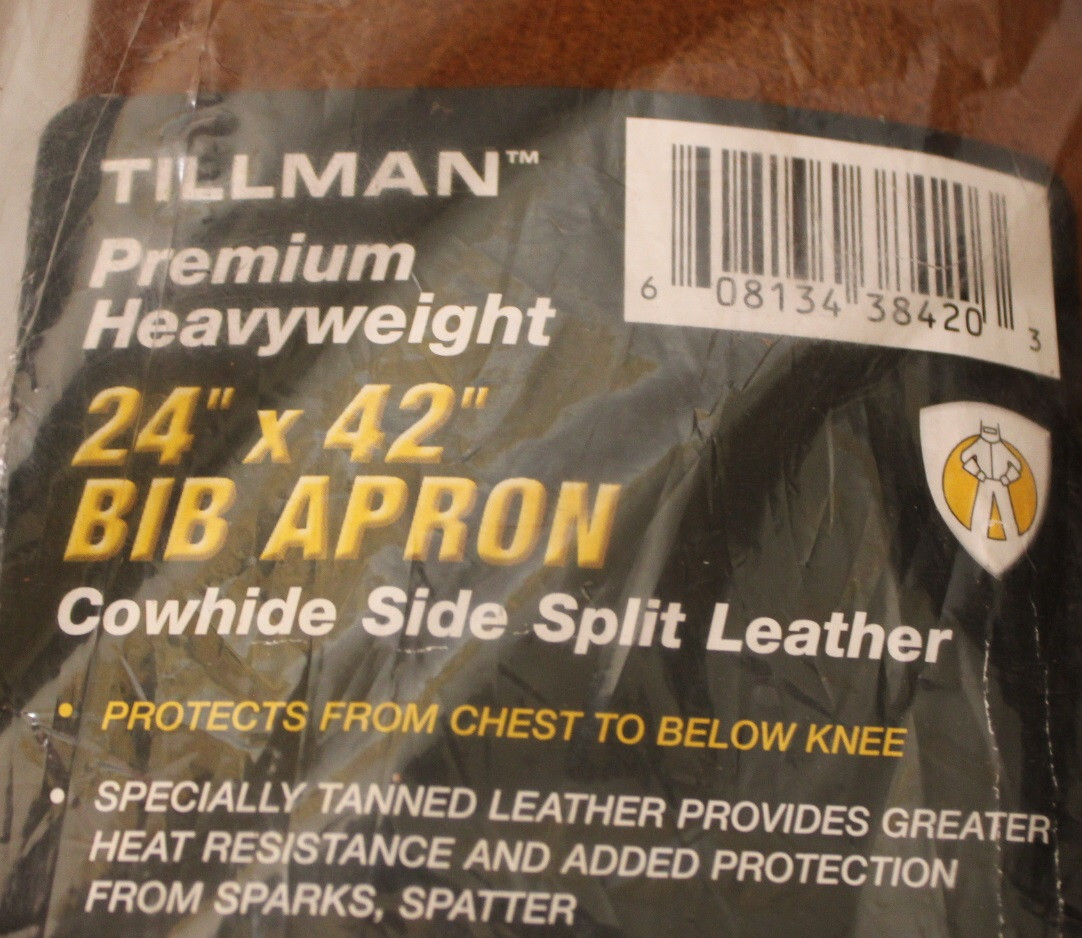 TILLMAN™
Premium
Heavyweight
24" x 42"
BIB APRON
Cowhide Side Split Leather
6 08134 38420 3
• PROTECTS FROM CHEST TO BELOW KNEE
• SPECIALLY TANNED LEATHER PROVIDES GREATER
HEAT RESISTANCE AND ADDED PROTECTION
FROM SPARKS, SPATTER